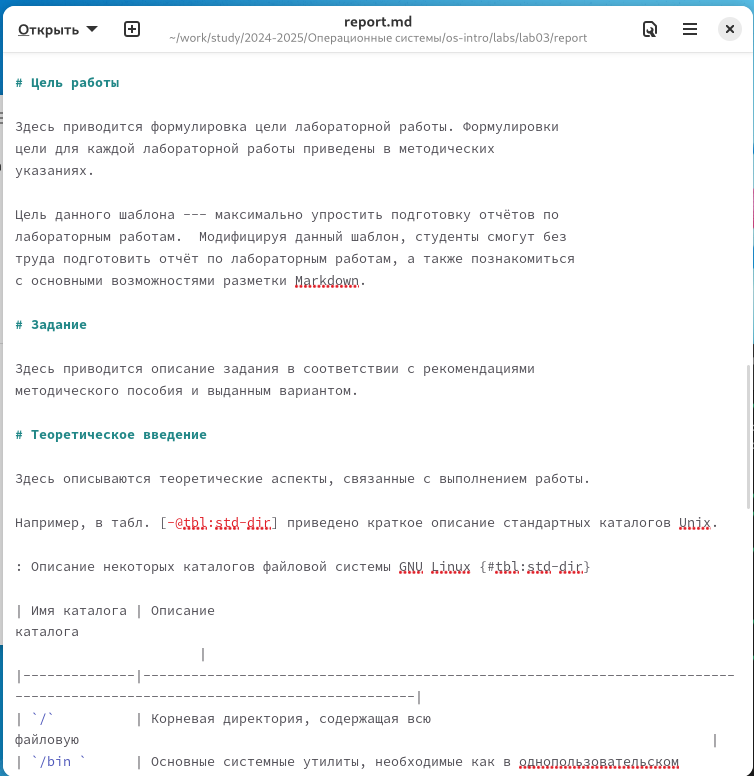 Открыть
report.md
~/work/study/2024-2025/Операционные системы/os-intro/labs/lab03/report
# Цель работы
Здесь приводится формулировка цели лабораторной работы. Формулировки
цели для каждой лабораторной работы приведены в методических
указаниях.
Цель данного шаблона --- максимально упростить подготовку отчётов по
лабораторным работам.  Модифицируя данный шаблон, студенты смогут без
труда подготовить отчёт по лабораторным работам, а также познакомиться
с основными возможностями разметки Markdown.
# Задание
Здесь приводится описание задания в соответствии с рекомендациями
методического пособия и выданным вариантом.
# Теоретическое введение
Здесь описываются теоретические аспекты, связанные с выполнением работы.
Например, в табл. [-@tbl:std-dir] приведено краткое описание стандартных каталогов Unix.
: Описание некоторых каталогов файловой системы GNU Linux {#tbl:std-dir}
| Имя каталога | Описание
каталога
|
|--------------|--------------------------------------------------------------------------
--------------------------------------------------|
| `/`          | Корневая директория, содержащая всю
файловую                                                                               |
| `/bin `      | Основные системные утилиты, необходимые как в однопользовательском